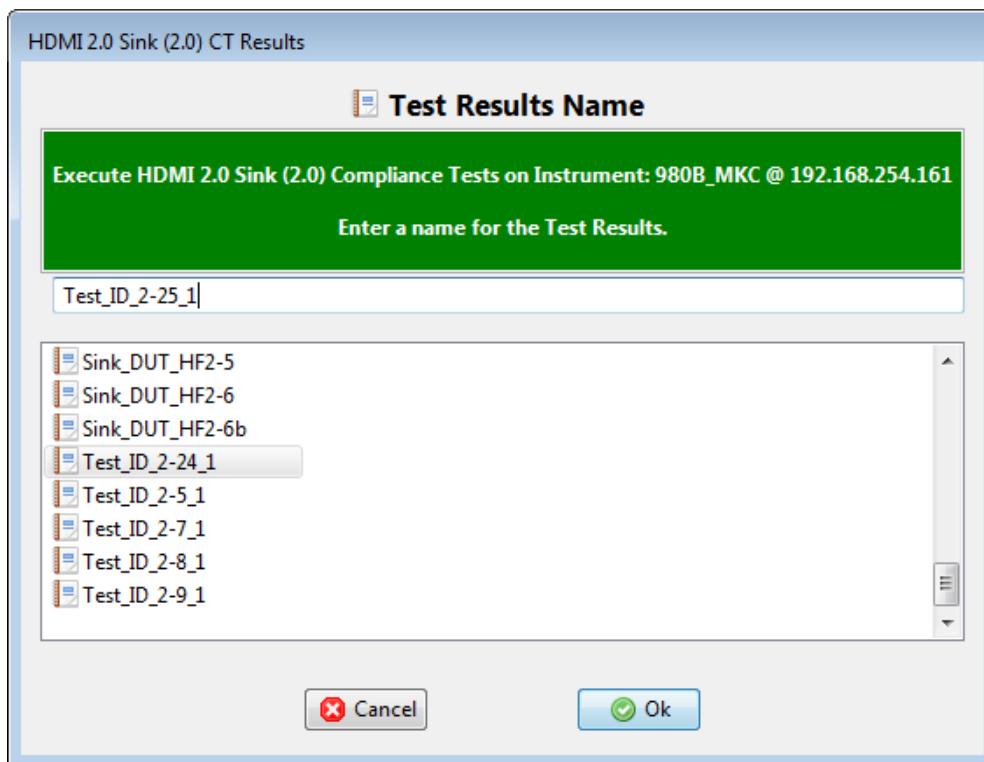 HDMI 2.0 Sink (2.0) CT Results
Test Results Name
Execute HDMI 2.0 Sink (2.0) Compliance Tests on Instrument: 980B_MKC @ 192.168.254.161
Enter a name for the Test Results.
Test_ID_2-25_1
Sink_DUT_HF2-5
Sink_DUT_HF2-6
Sink_DUT_HF2-6b
Test_ID_2-24_1
Test_ID_2-5_1
Test_ID_2-7_1
Test_ID_2-8_1
Test_ID_2-9_1
Cancel
Ok